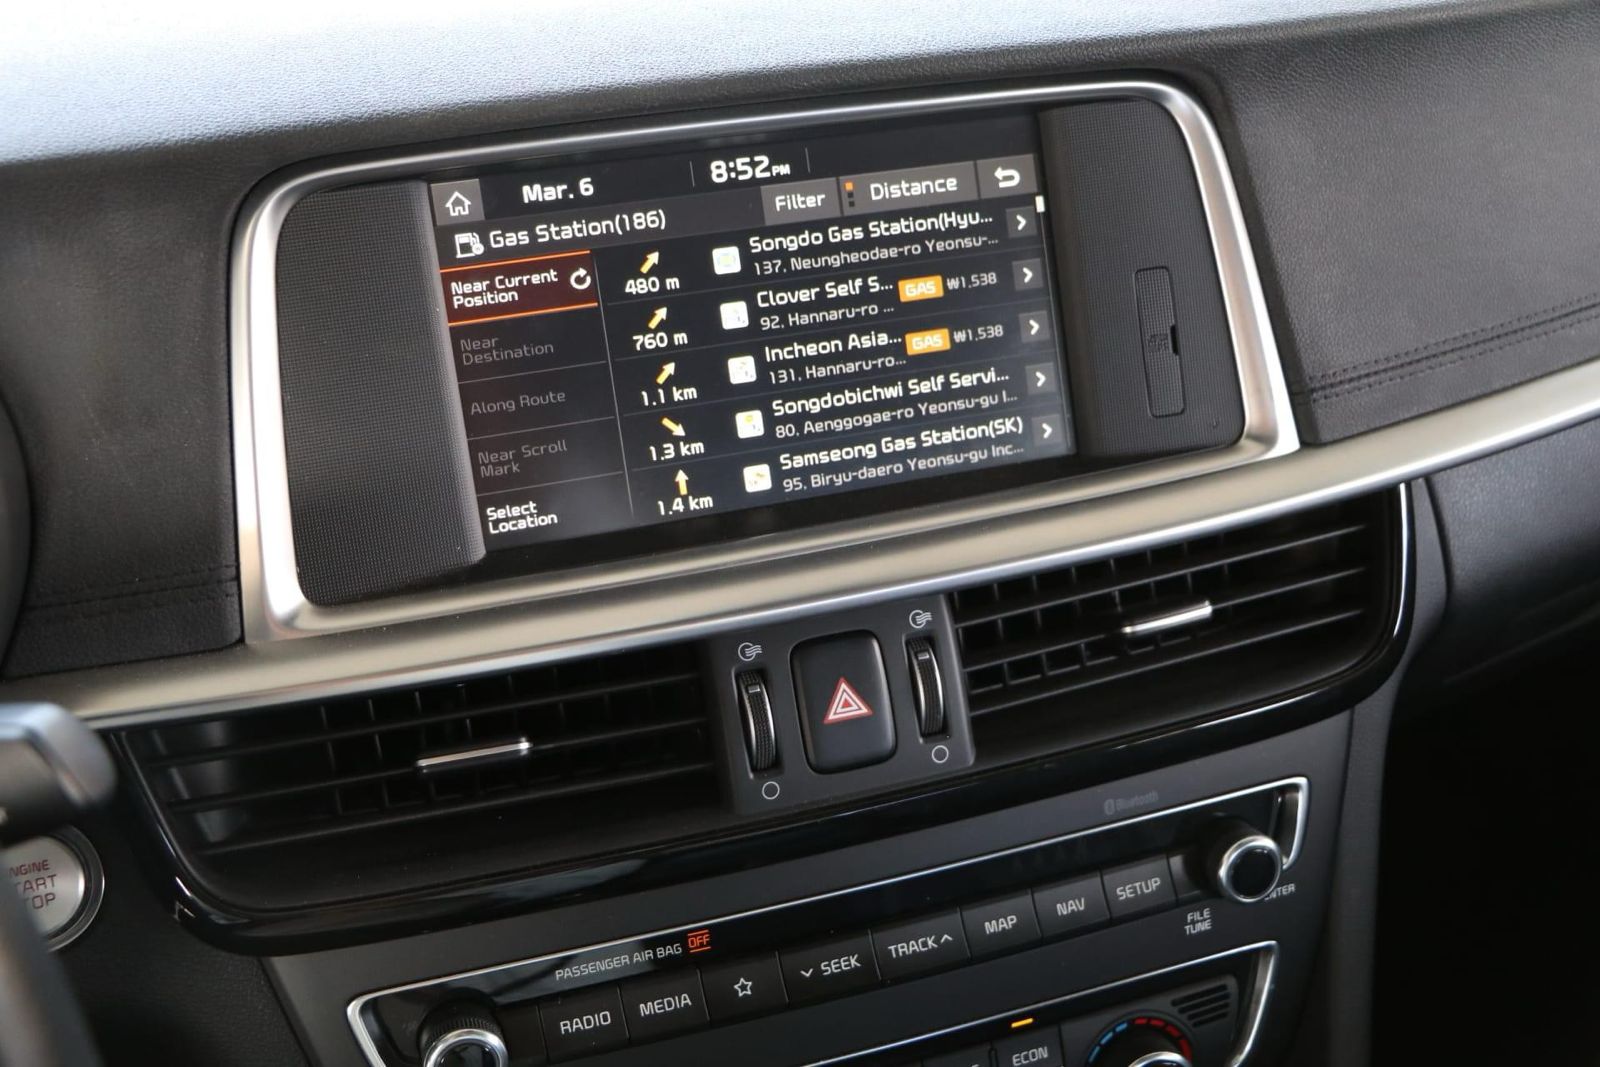 Mar. 6
8:52PM
Gas Station(186)
Filter
Distance
Near Current
Position
Near
Destination
Along Route
Near Scroll
Mark
Select
Location
480 m
Songdo Gas Station(Hyu...
137, Neungheodae-ro Yeonsu-...
760 m
Clover Self S... GAS ₩1,538
92, Hannaru-ro ...
1.1 km
Incheon Asia... GAS ₩1,538
131, Hannaru-ro...
1.3 km
Songdobichwi Self Servi...
80, Aenggogae-ro Yeonsu-gu I...
1.4 km
Samseong Gas Station(SK)
95, Biryu-daero Yeonsu-gu Inc...
Bluetooth
PASSENGER AIR BAG OFF
RADIO
MEDIA
SEEK
TRACK
MAP
NAV
SETUP
FILE
TUNE
ECON